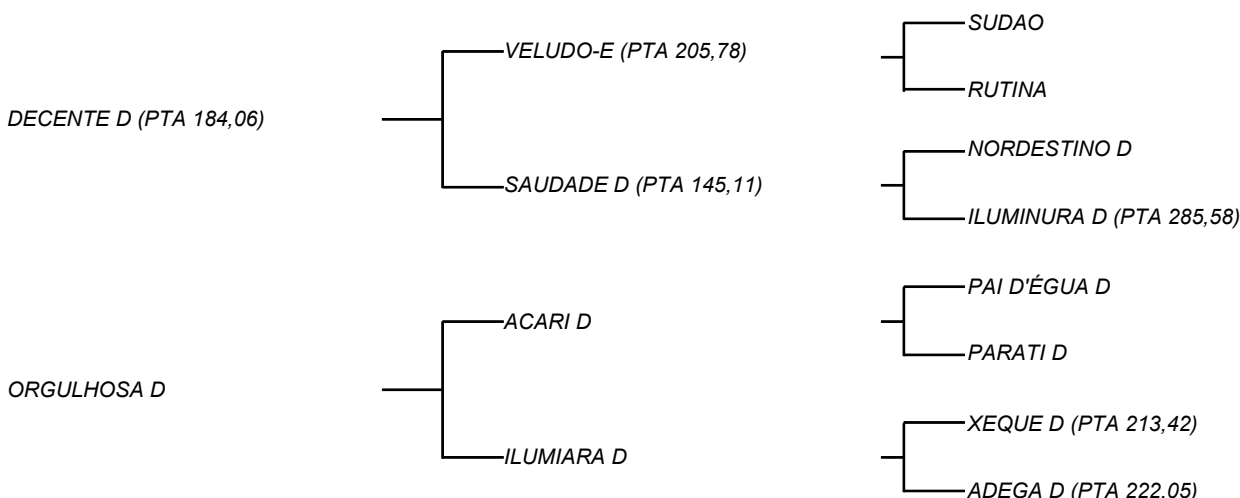 SUDAO
VELUDO-E (PTA 205,78)
RUTINA
DECENTE D (PTA 184,06)
NORDESTINO D
SAUDADE D (PTA 145,11)
ILUMINURA D (PTA 285,58)
PAI D'ÉGUA D
ACARI D
PARATI D
ORGULHOSA D
XEQUE D (PTA 213,42)
ILUMIARA D
ADEGA D (PTA 222,05)